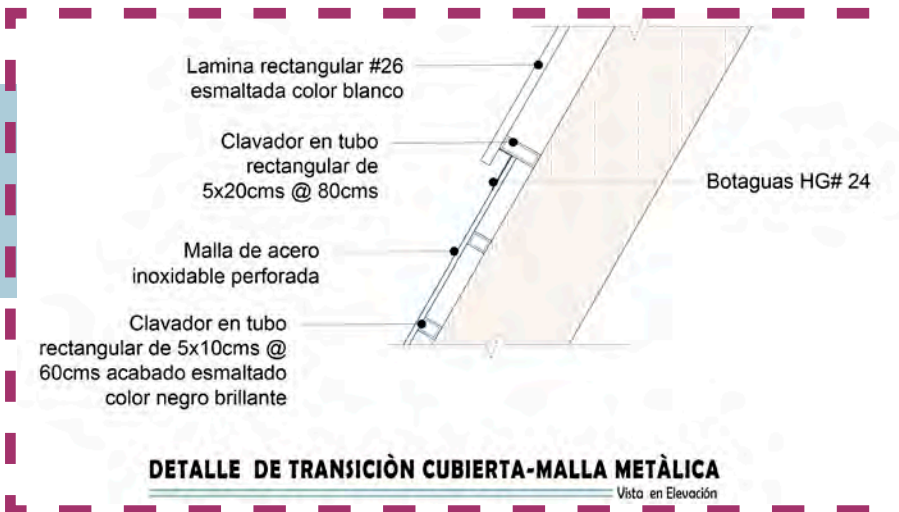 Lamina rectangular #26
esmaltada color blanco
Clavador en tubo
rectangular de
5x20cms @ 80cms
Botaguas HG# 24
Malla de acero
inoxidable perforada
Clavador en tubo
rectangular de 5x10cms @
60cms acabado esmaltado
color negro brillante
DETALLE DE TRANSICIÒN CUBIERTA-MALLA METÀLICA
Vista en Elevación